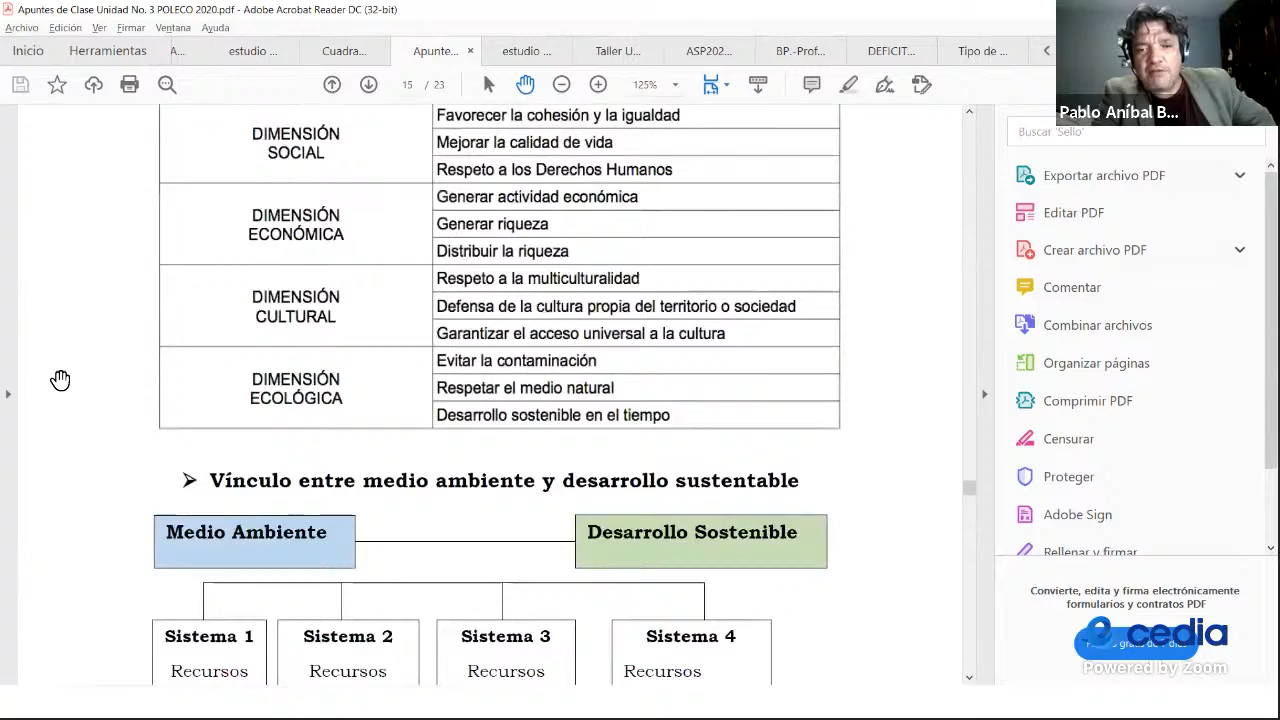 Apuntes de Clase Unidad No. 3 POLECO 2020.pdf - Adobe Acrobat Reader DC (32-bit)
Archivo Edición Ver Firmar Ventana Ayuda
Inicio Herramientas A... estudio ... Cuadra... Apunte... × estudio ... Taller U... ASP202... BP.-Prof... DEFICIT... Tipo de ...
15 / 23 125%
Pablo Aníbal B...
Buscar 'Sello'
DIMENSIÓN
SOCIAL
Favorecer la cohesión y la igualdad
Mejorar la calidad de vida
Respeto a los Derechos Humanos
DIMENSIÓN
ECONÓMICA
Generar actividad económica
Generar riqueza
Distribuir la riqueza
DIMENSIÓN
CULTURAL
Respeto a la multiculturalidad
Defensa de la cultura propia del territorio o sociedad
Garantizar el acceso universal a la cultura
DIMENSIÓN
ECOLÓGICA
Evitar la contaminación
Respetar el medio natural
Desarrollo sostenible en el tiempo
➢ Vínculo entre medio ambiente y desarrollo sustentable
Medio Ambiente
Desarrollo Sostenible
Sistema 1 Sistema 2 Sistema 3 Sistema 4
Recursos Recursos Recursos Recursos
Exportar archivo PDF
Editar PDF
Crear archivo PDF
Comentar
Combinar archivos
Organizar páginas
Comprimir PDF
Censurar
Proteger
Adobe Sign
Rellenar y firmar
Convierte, edita y firma electrónicamente
formularios y contratos PDF
cedia
Powered by Zoom